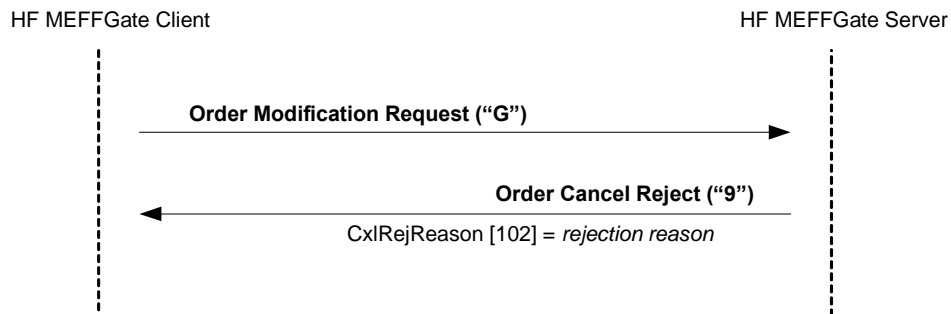 HF MEFFGate Client
HF MEFFGate Server
Order Modification Request (“G”)
Order Cancel Reject (“9”)
CxlRejReason [102] = rejection reason